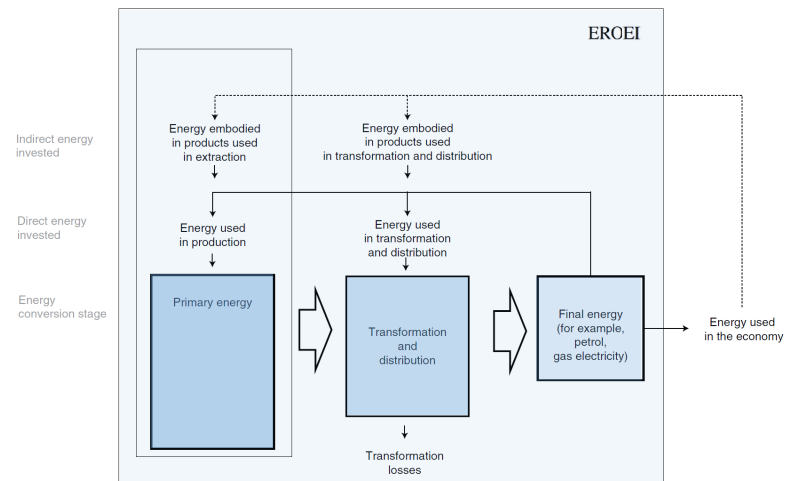 EROEI
Indirect energy
invested
Energy embodied
in products used
in extraction
Energy embodied
in products used
in transformation and distribution
Direct energy
invested
Energy used
in production
Energy used
in transformation
and distribution
Energy
conversion stage
Primary energy
Transformation
and
distribution
Final energy
(for example,
petrol,
gas electricity)
Energy used
in the economy
Transformation
losses